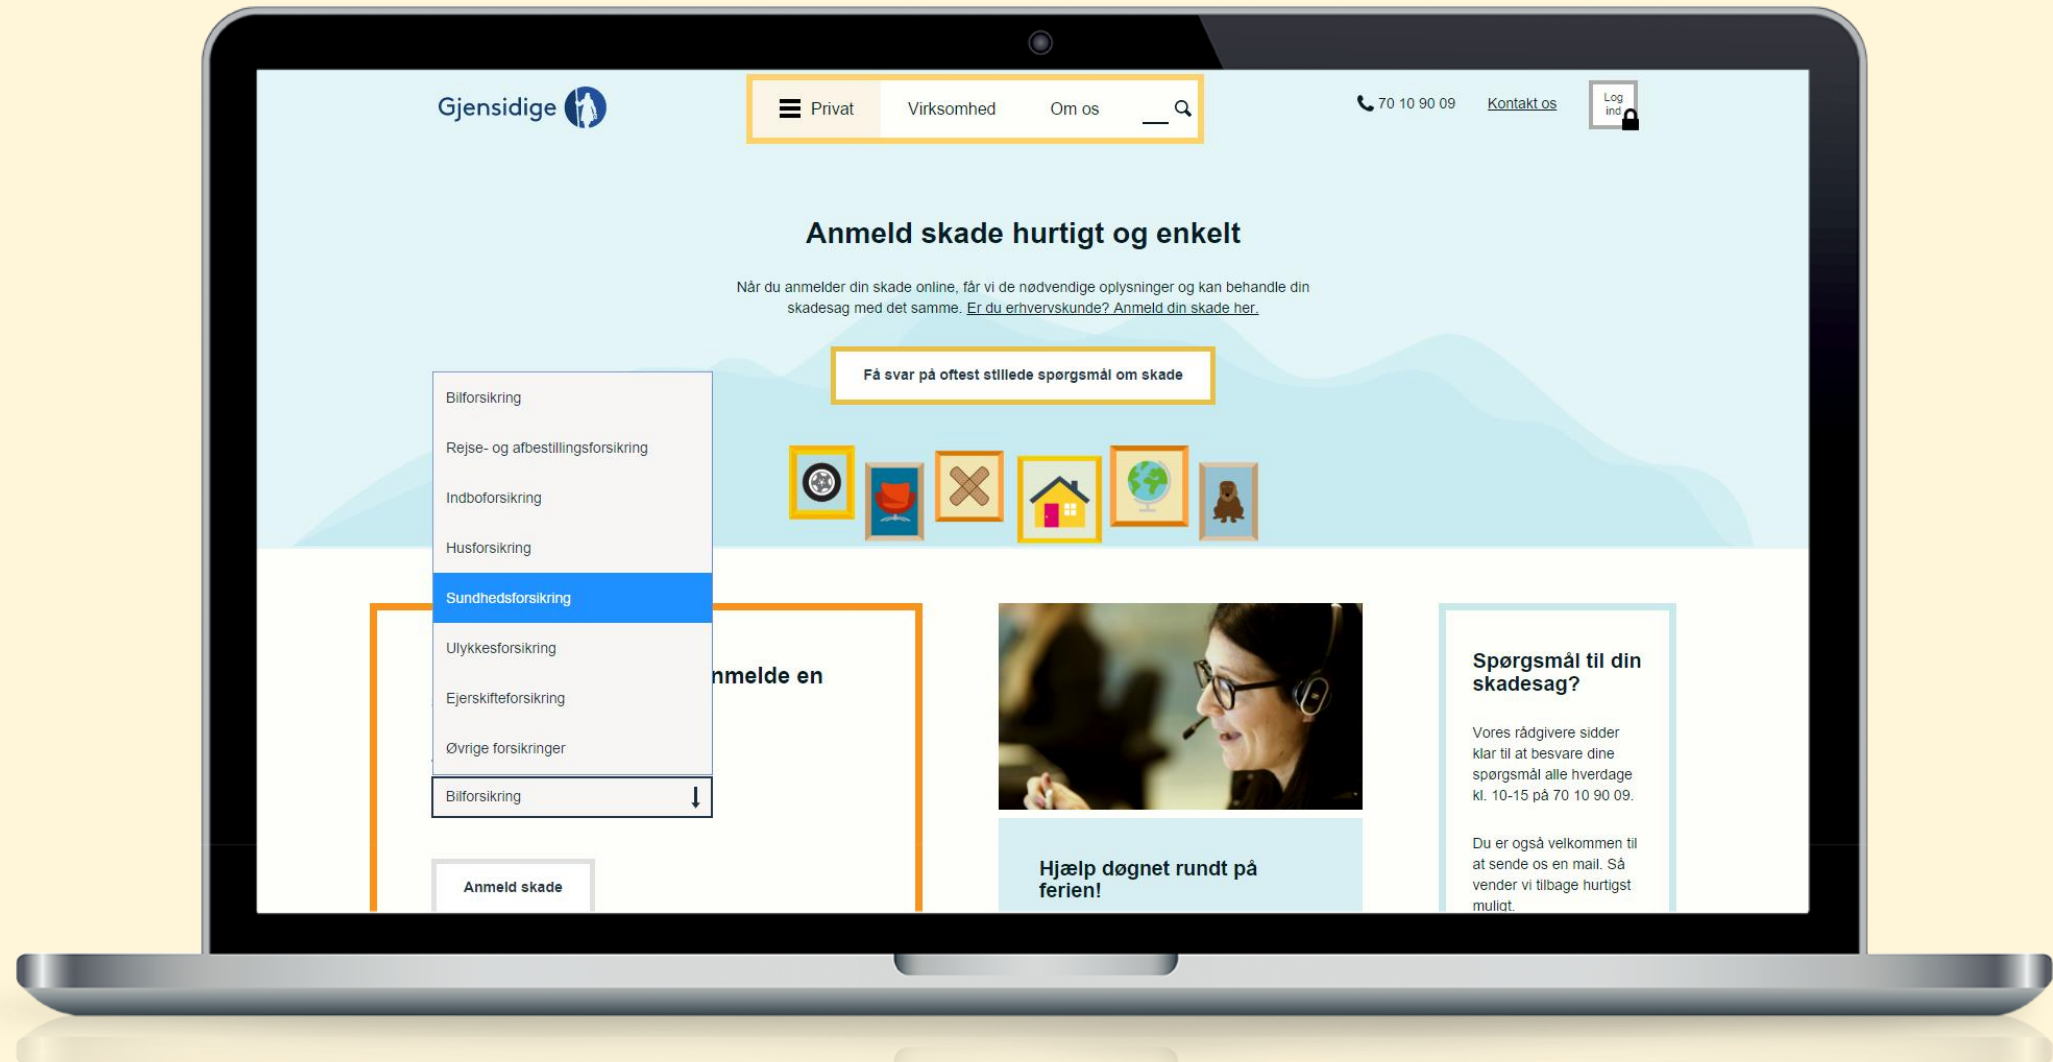 Gjensidige
Privat
Virksomhed
Om os
70 10 90 09
Kontakt os
Log
ind
Anmeld skade hurtigt og enkelt
Når du anmelder din skade online, får vi de nødvendige oplysninger og kan behandle din
skadesag med det samme. Er du erhvervskunde? Anmeld din skade her.
Få svar på oftest stillede spørgsmål om skade
Bilforsikring
Rejse- og afbestillingsforsikring
Indboforsikring
Husforsikring
Sundhedsforsikring
Ulykkesforsikring
Ejerskifteforsikring
Øvrige forsikringer
Bilforsikring
nmelde en
Anmeld skade
Hjælp døgnet rundt på
ferien!
Spørgsmål til din
skadesag?
Vores rådgivere sidder
klar til at besvare dine
spørgsmål alle hverdage
kl. 10-15 på 70 10 90 09.
Du er også velkommen til
at sende os en mail. Så
vender vi tilbage hurtigst
muligt.